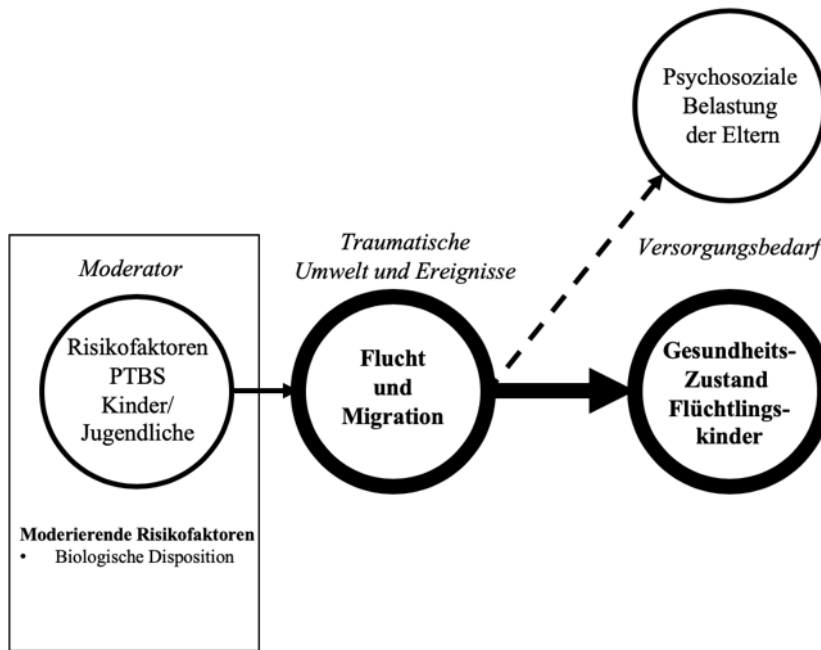 Psychosoziale
Belastung
der Eltern
Moderator
Traumatische
Umwelt und Ereignisse
Versorgungsbedarf
Risikofaktoren
PTBS
Kinder/
Jugendliche
Flucht
und
Migration
Gesundheits-
Zustand
Flüchtlings-
kinder
Moderierende Risikofaktoren
• Biologische Disposition